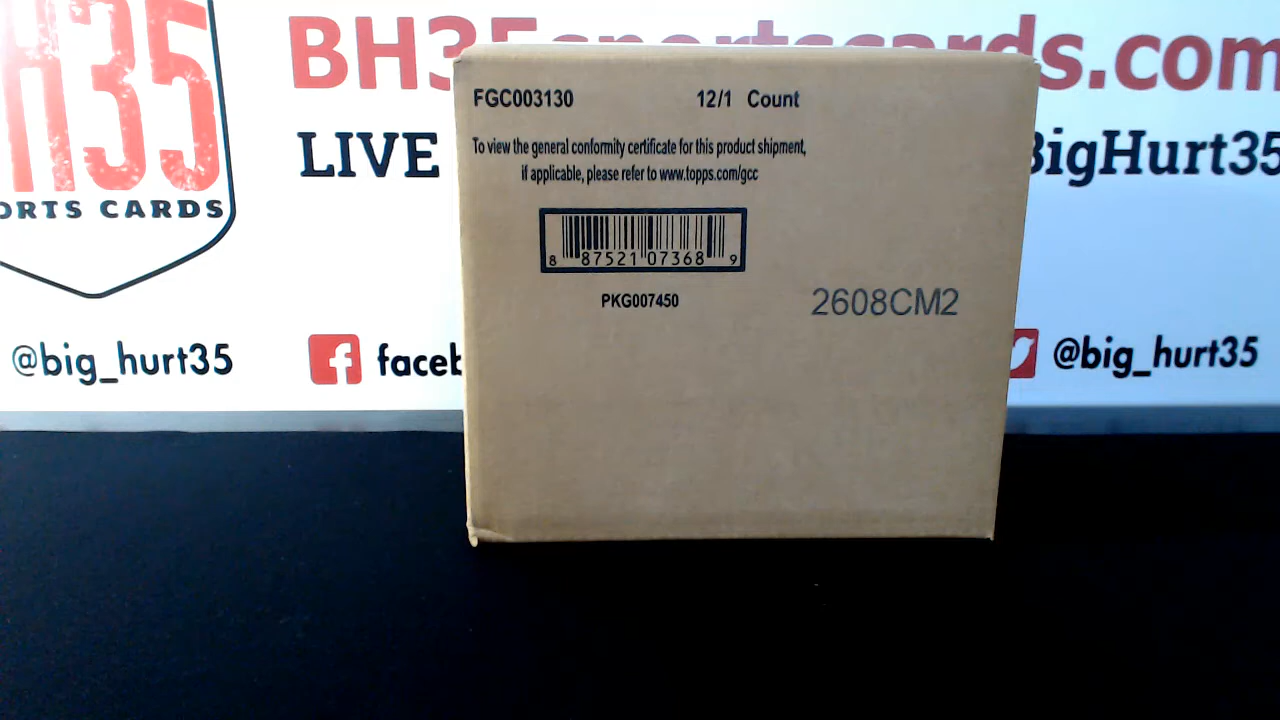 H35
ORTS CARDS
BH35sportscards.com
LIVE
BigHurt35
@big_hurt35
faceb
@big_hurt35
FGC003130 12/1 Count
To view the general conformity certificate for this product shipment,
if applicable, please refer to www.topps.com/gcc
8 87521 07368 9
PKG007450
2608CM2